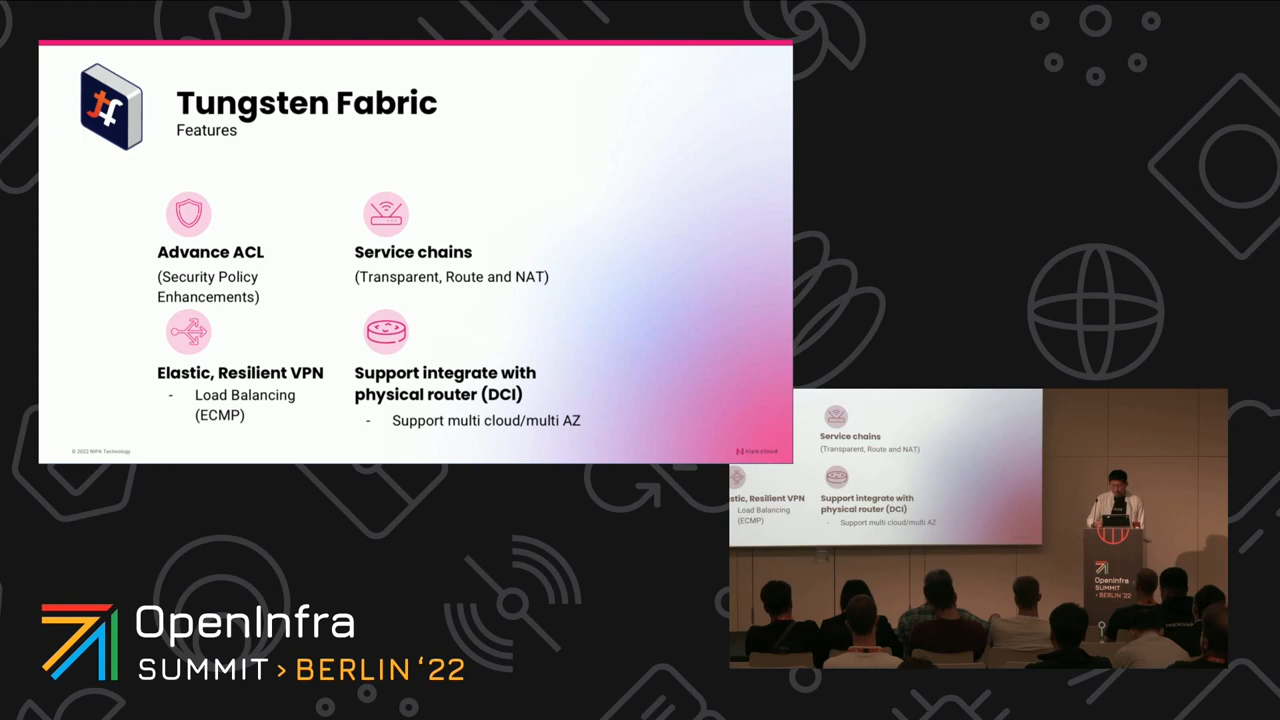 Tungsten Fabric
Features
Advance ACL
(Security Policy
Enhancements)
Service chains
(Transparent, Route and NAT)
Elastic, Resilient VPN
- Load Balancing
(ECMP)
Support integrate with
physical router (DCI)
- Support multi cloud/multi AZ
© 2022 NIPA Technology
nipa.cloud
Service chains
(Transparent, Route and NAT)
stic, Resilient VPN
Load Balancing
(ECMP)
Support integrate with
physical router (DCI)
- Support multi cloud/multi AZ
OpenInfra
SUMMIT
> BERLIN '22
OpenInfra
SUMMIT > BERLIN '22